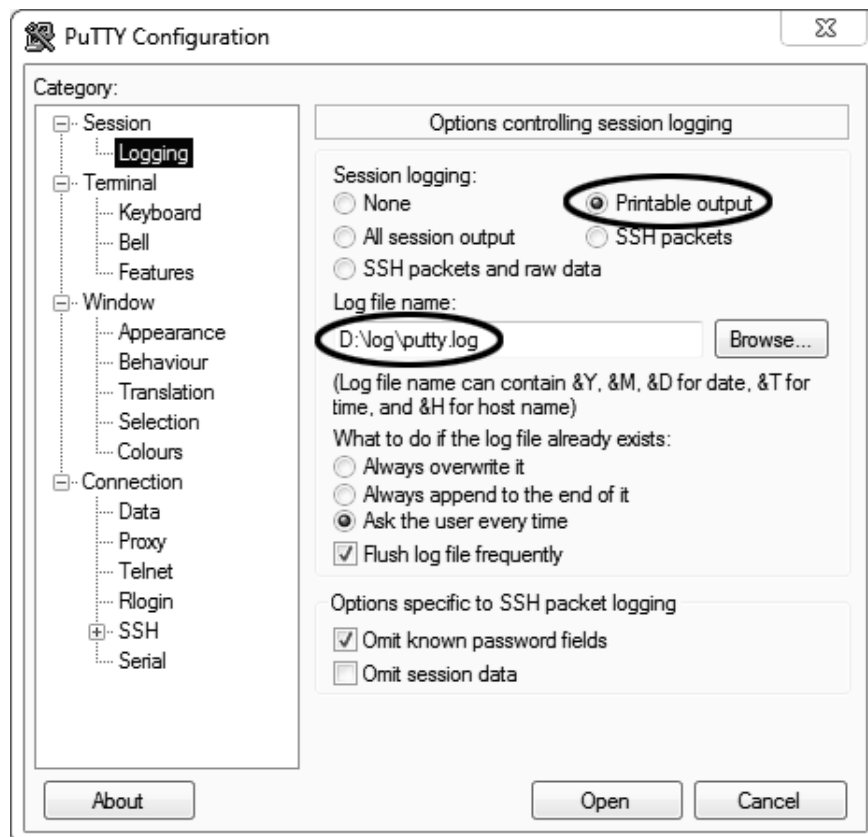 PuTTY Configuration
Category:
Session
Logging
Terminal
Keyboard
Bell
Features
Window
Appearance
Behaviour
Translation
Selection
Colours
Connection
Data
Proxy
Telnet
Rlogin
SSH
Serial
Options controlling session logging
Session logging:
None
Printable output
All session output
SSH packets
SSH packets and raw data
Log file name:
D:\log\putty.log
Browse...
(Log file name can contain &Y, &M, &D for date, &T for
time, and &H for host name)
What to do if the log file already exists:
Always overwrite it
Always append to the end of it
Ask the user every time
Flush log file frequently
Options specific to SSH packet logging
Omit known password fields
Omit session data
About
Open
Cancel